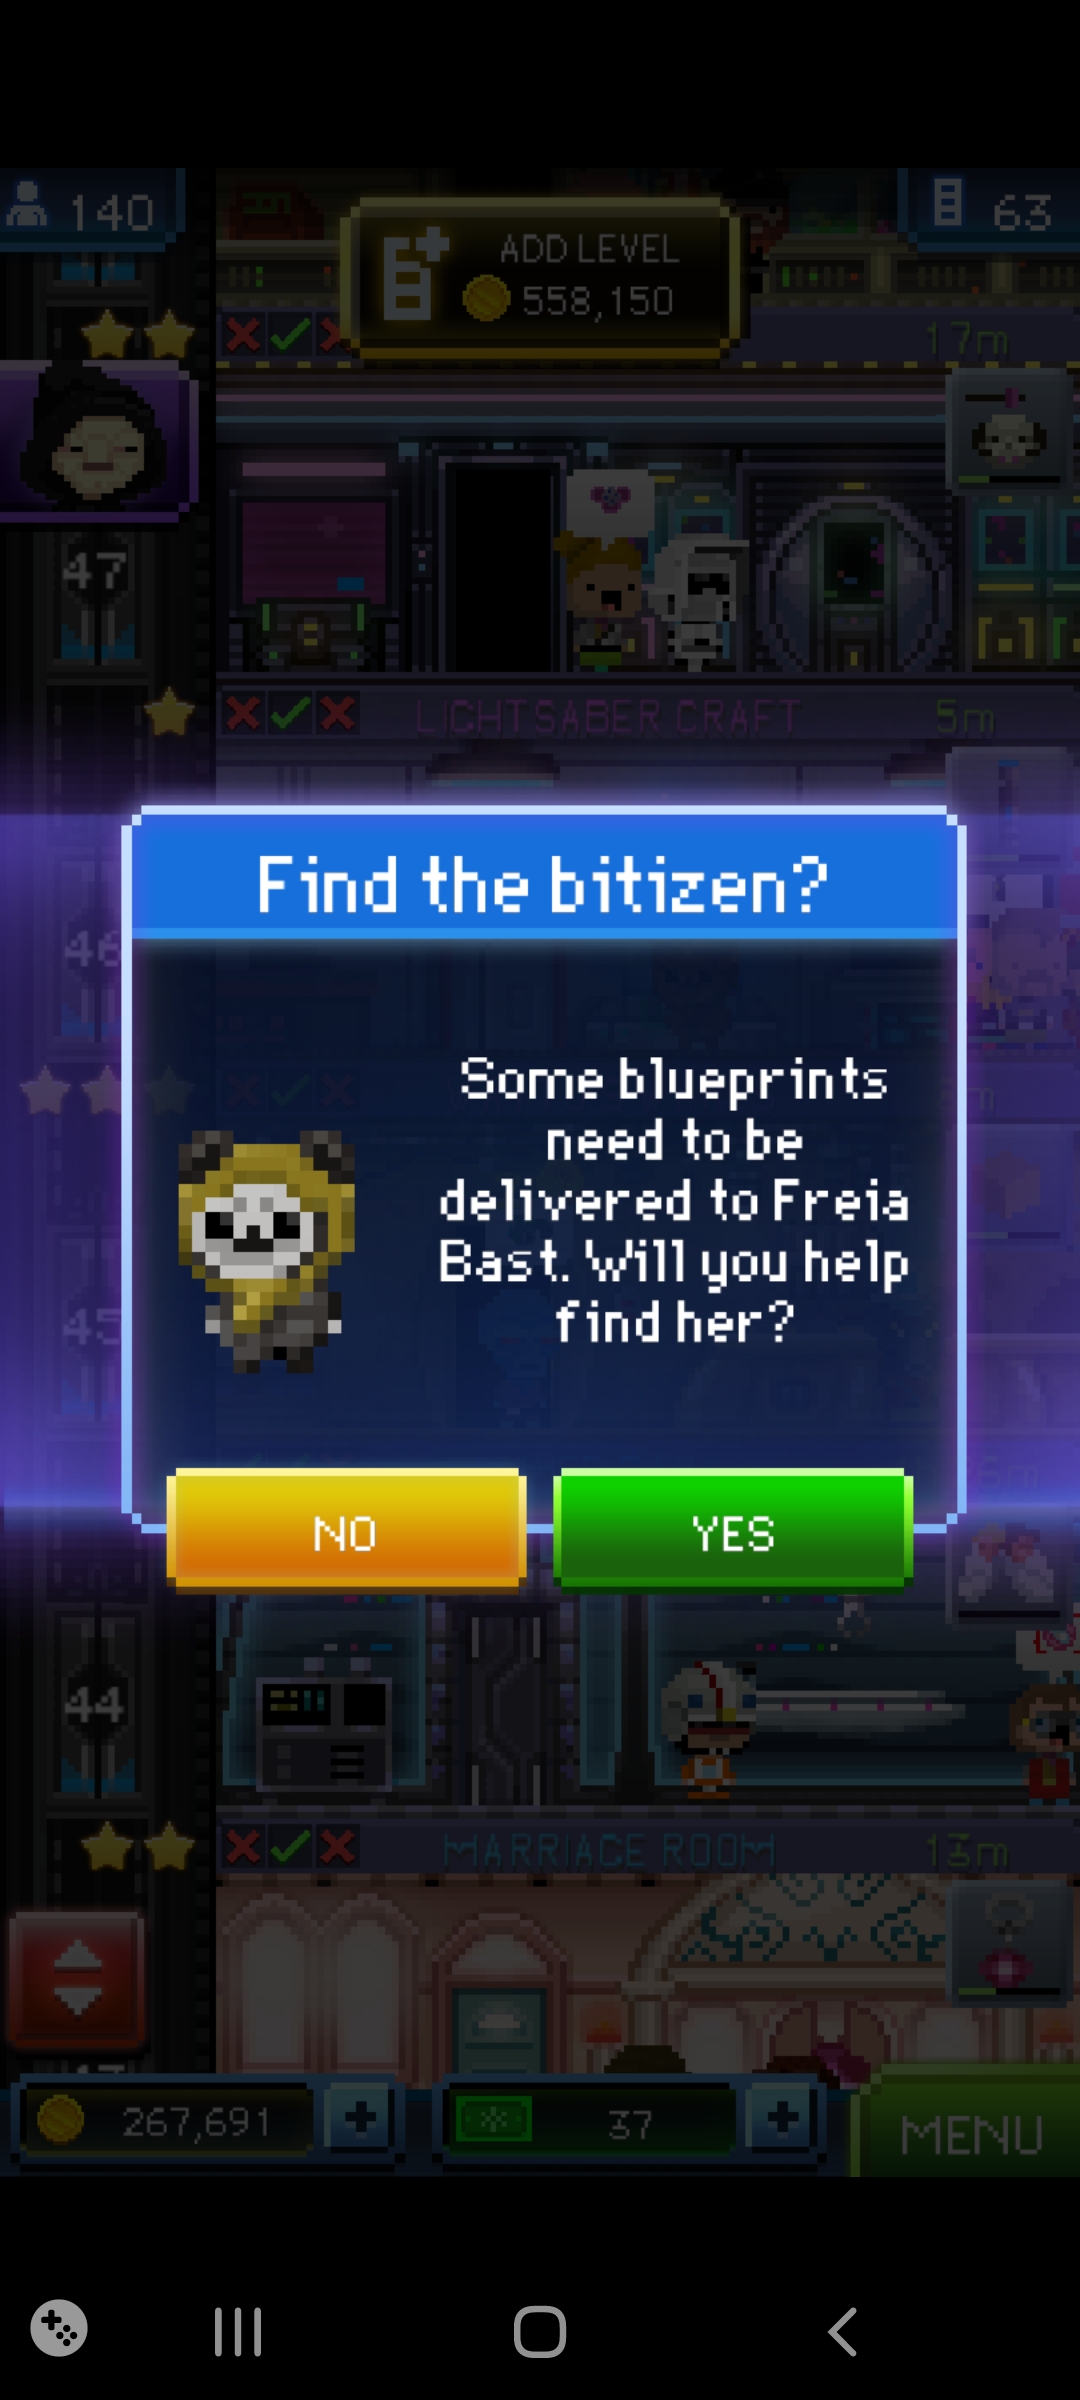 140
ADD LEVEL
558,150
63
17m
47
LIGHTSABER CRAFT
5m
Find the bitizen?
46
Some blueprints
need to be
delivered to Freia
Bast. Will you help
find her?
45
NO
YES
44
MARRIAGE ROOM
13m
267,691
37
MENU